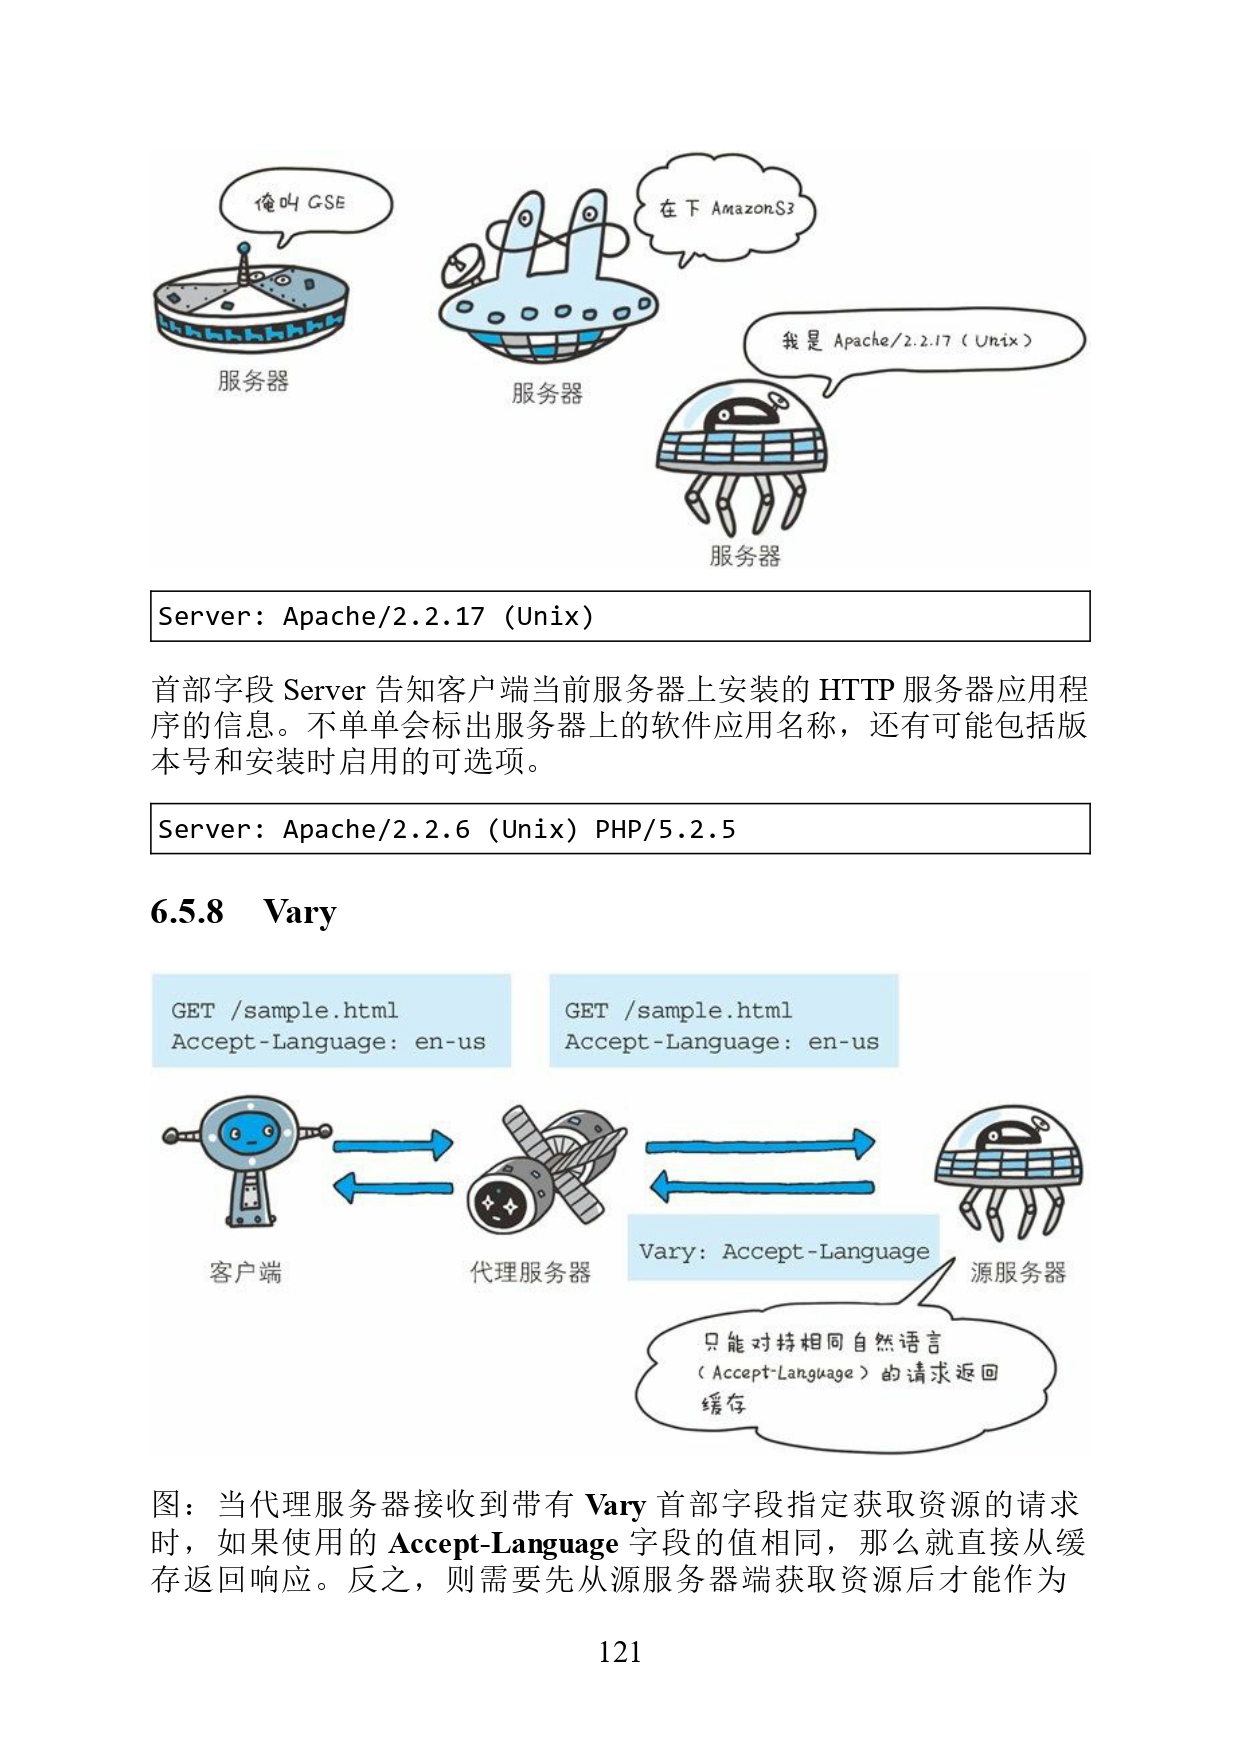 俺叫 GSE
在下 AmazonS3
我是 Apache/2.2.17 (Unix)
服务器
服务器
服务器
Server: Apache/2.2.17 (Unix)
首部字段 Server 告知客户端当前服务器上安装的 HTTP 服务器应用程
序的信息。不单单会标出服务器上的软件应用名称，还有可能包括版
本号和安装时启用的可选项。
Server: Apache/2.2.6 (Unix) PHP/5.2.5
6.5.8 Vary
GET /sample.html
Accept-Language: en-us
GET /sample.html
Accept-Language: en-us
Vary: Accept-Language
客户端
代理服务器
源服务器
只能对持相同自然语言
(Accept-Language) 的请求返回
缓存
图：当代理服务器接收到带有 Vary 首部字段指定获取资源的请求
时，如果使用的 Accept-Language 字段的值相同，那么就直接从缓
存返回响应。反之，则需要先从源服务器端获取资源后才能作为
121